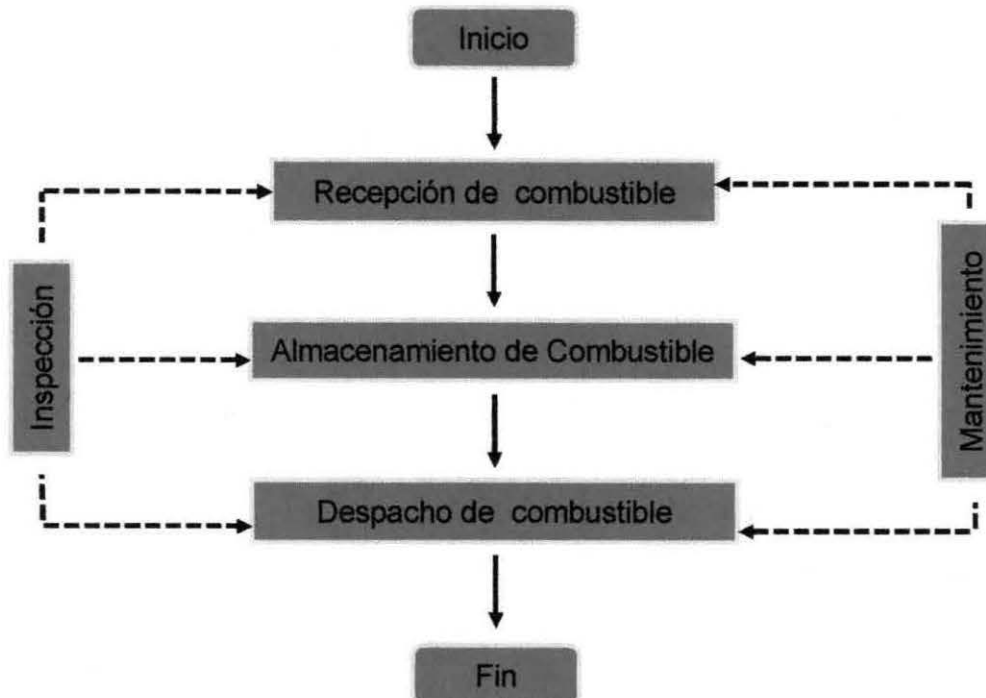 Inicio
Recepción de combustible
Inspección
Almacenamiento de Combustible
Mantenimiento
Despacho de combustible
Fin